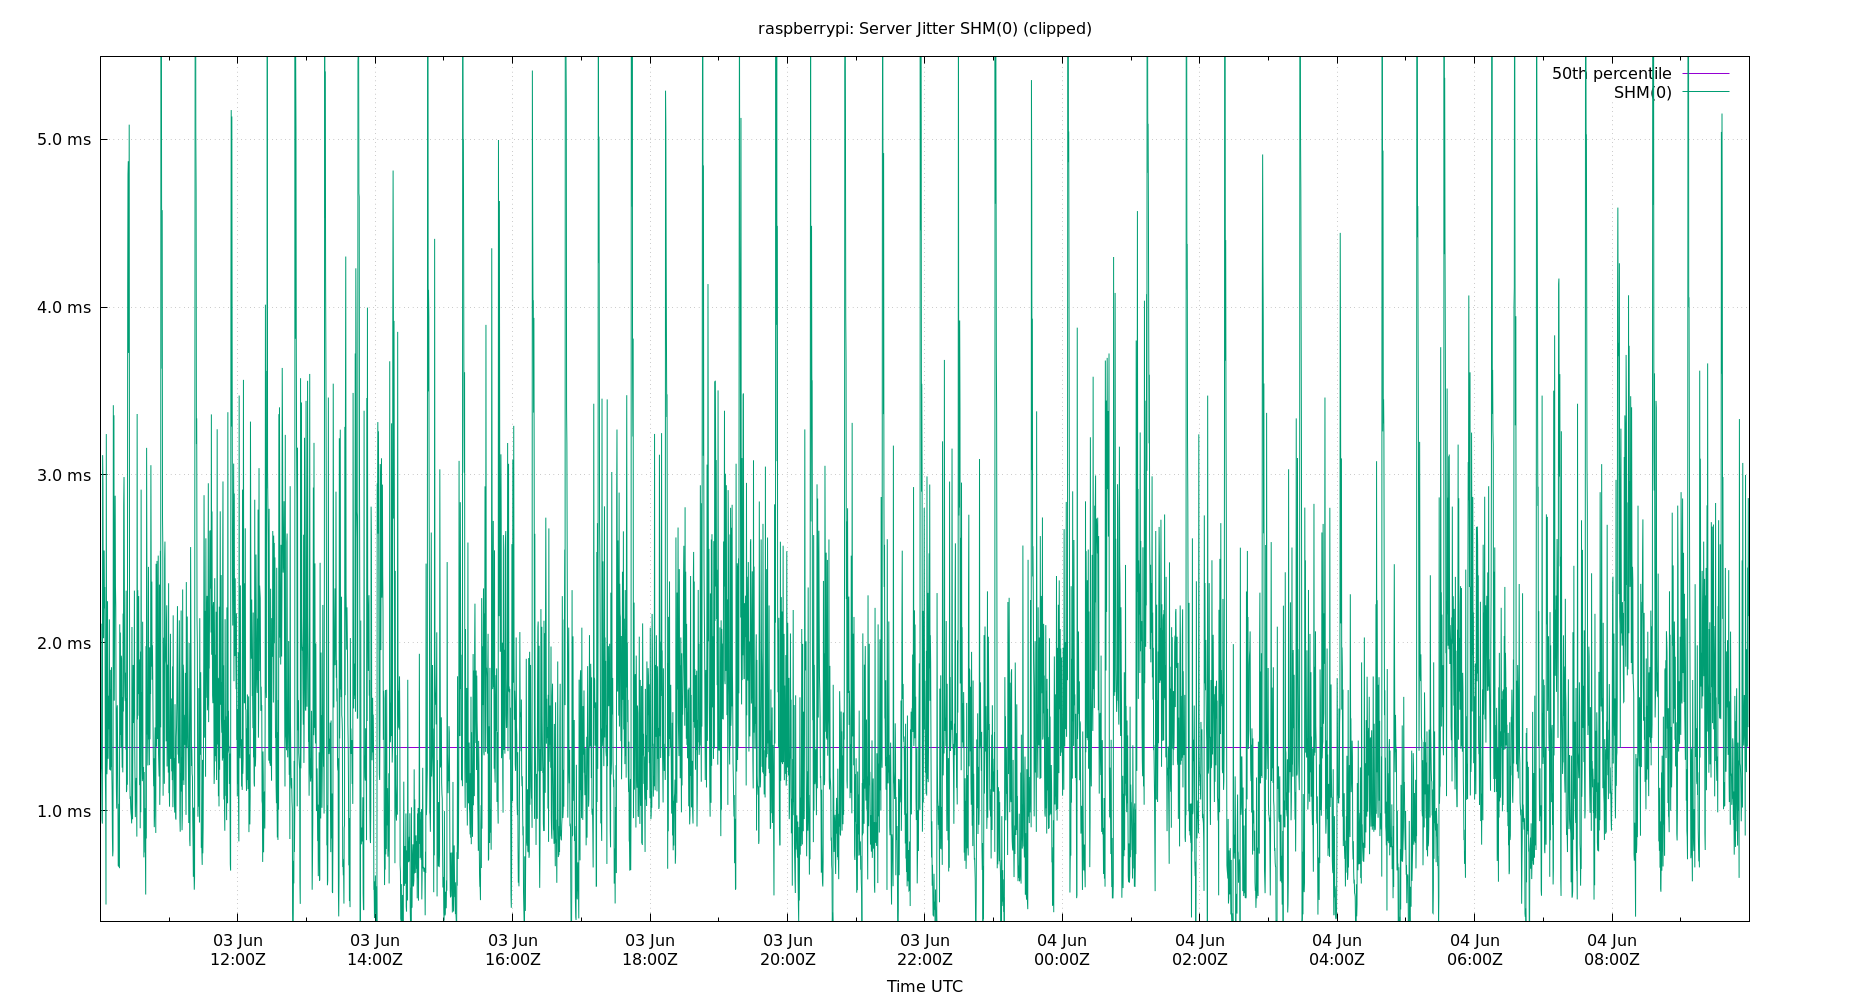 raspberrypi: Server Jitter SHM(0) (clipped)
50th percentile
SHM(0)
5.0 ms
4.0 ms
3.0 ms
2.0 ms
1.0 ms
03 Jun 03 Jun 03 Jun 03 Jun 03 Jun 03 Jun 04 Jun 04 Jun 04 Jun 04 Jun 04 Jun
12:00Z 14:00Z 16:00Z 18:00Z 20:00Z 22:00Z 00:00Z 02:00Z 04:00Z 06:00Z 08:00Z
Time UTC